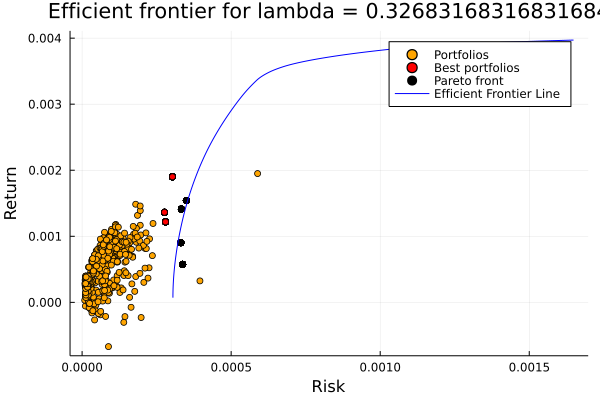 Efficient frontier for lambda = 0.3268316831683168
0.004
0.003
0.002
0.001
0.000
Return
Portfolios
Best portfolios
Pareto front
Efficient Frontier Line
0.0000
0.0005
0.0010
0.0015
Risk